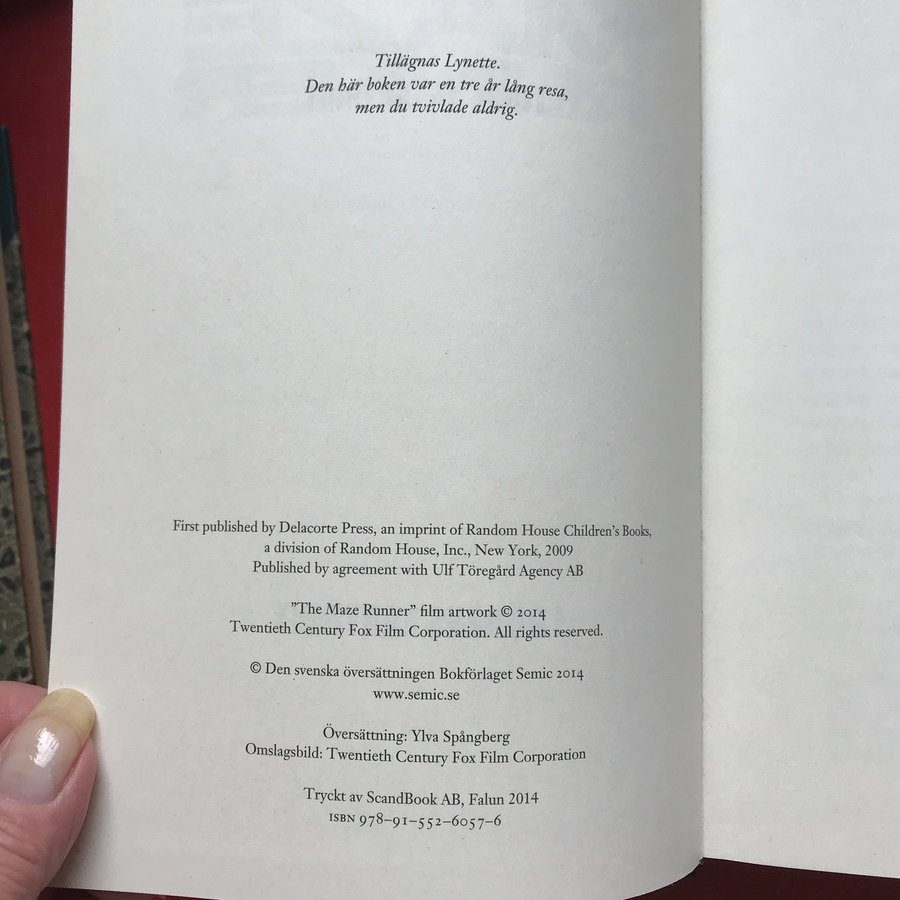 Tillägnas Lynette.
Den här boken var en tre år lång resa,
men du tvivlade aldrig.
First published by Delacorte Press, an imprint of Random House Children's Books,
a division of Random House, Inc., New York, 2009
Published by agreement with Ulf Töregård Agency AB
”The Maze Runner” film artwork © 2014
Twentieth Century Fox Film Corporation. All rights reserved.
© Den svenska översättningen Bokförlaget Semic 2014
www.semic.se
Översättning: Ylva Spångberg
Omslagsbild: Twentieth Century Fox Film Corporation
Tryckt av ScandBook AB, Falun 2014
ISBN 978–91–552–6057–6